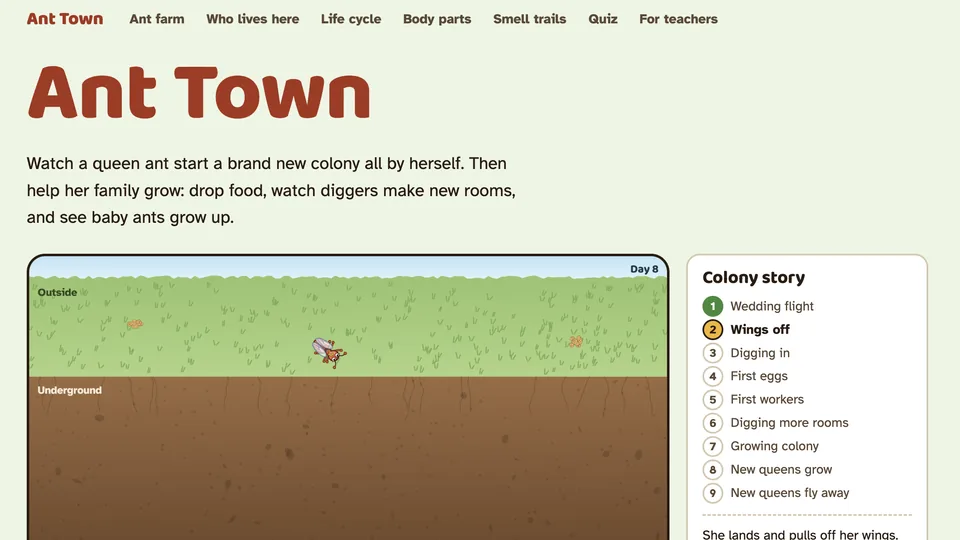 Ant Town Ant farm Who lives here Life cycle Body parts Smell trails Quiz For teachers
Ant Town
Watch a queen ant start a brand new colony all by herself. Then
help her family grow: drop food, watch diggers make new rooms,
and see baby ants grow up.
Day 8
Outside
Underground
Colony story
1 Wedding flight
2 Wings off
3 Digging in
4 First eggs
5 First workers
6 Digging more rooms
7 Growing colony
8 New queens grow
9 New queens fly away
She lands and pulls off her wings.